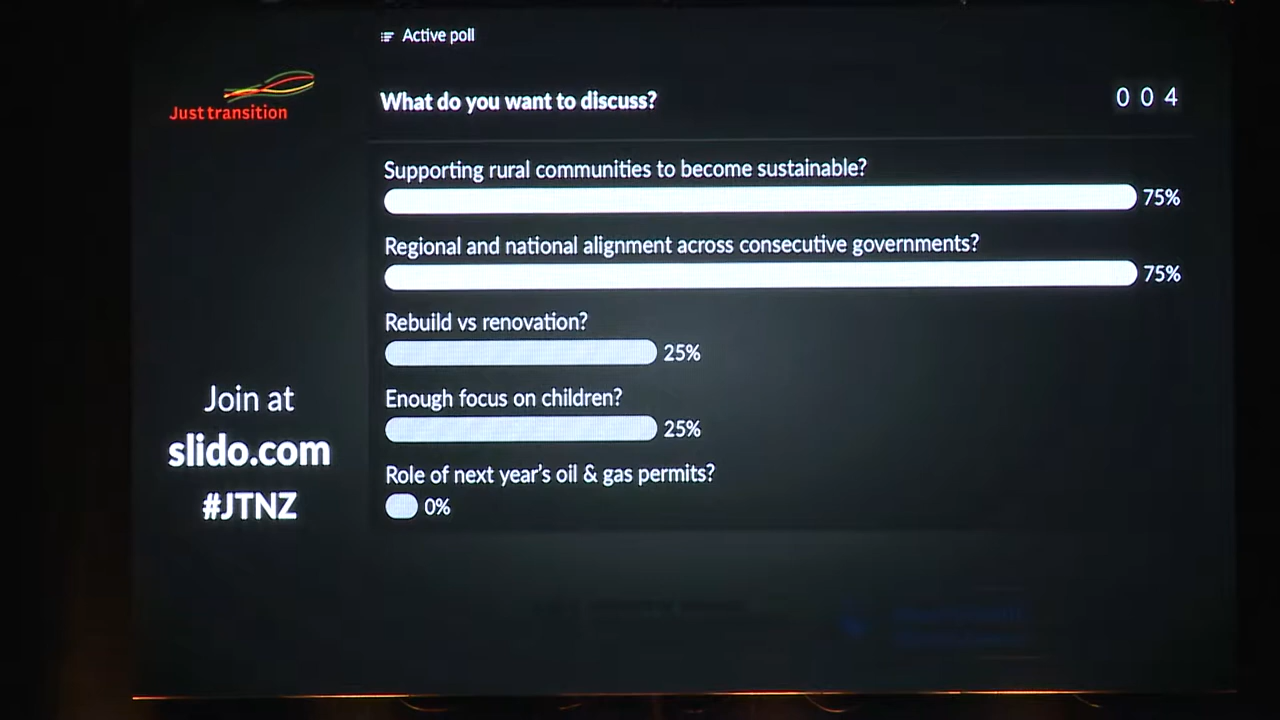 Active poll
Just transition
What do you want to discuss?
0 0 4
Supporting rural communities to become sustainable?
75%
Regional and national alignment across consecutive governments?
75%
Rebuild vs renovation?
25%
Enough focus on children?
25%
Role of next year's oil & gas permits?
0%
Join at
slido.com
#JTNZ